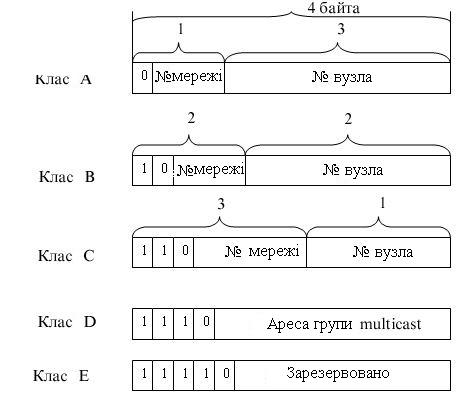 4 байта
1 3
Клас А 0 №мережі № вузла
2 2
Клас В 1 0 №мережі № вузла
3 1
Клас С 1 1 0 № мережі № вузла
Клас D 1 1 1 0 Ареса групи multicast
Клас Е 1 1 1 1 0 Зарезервовано